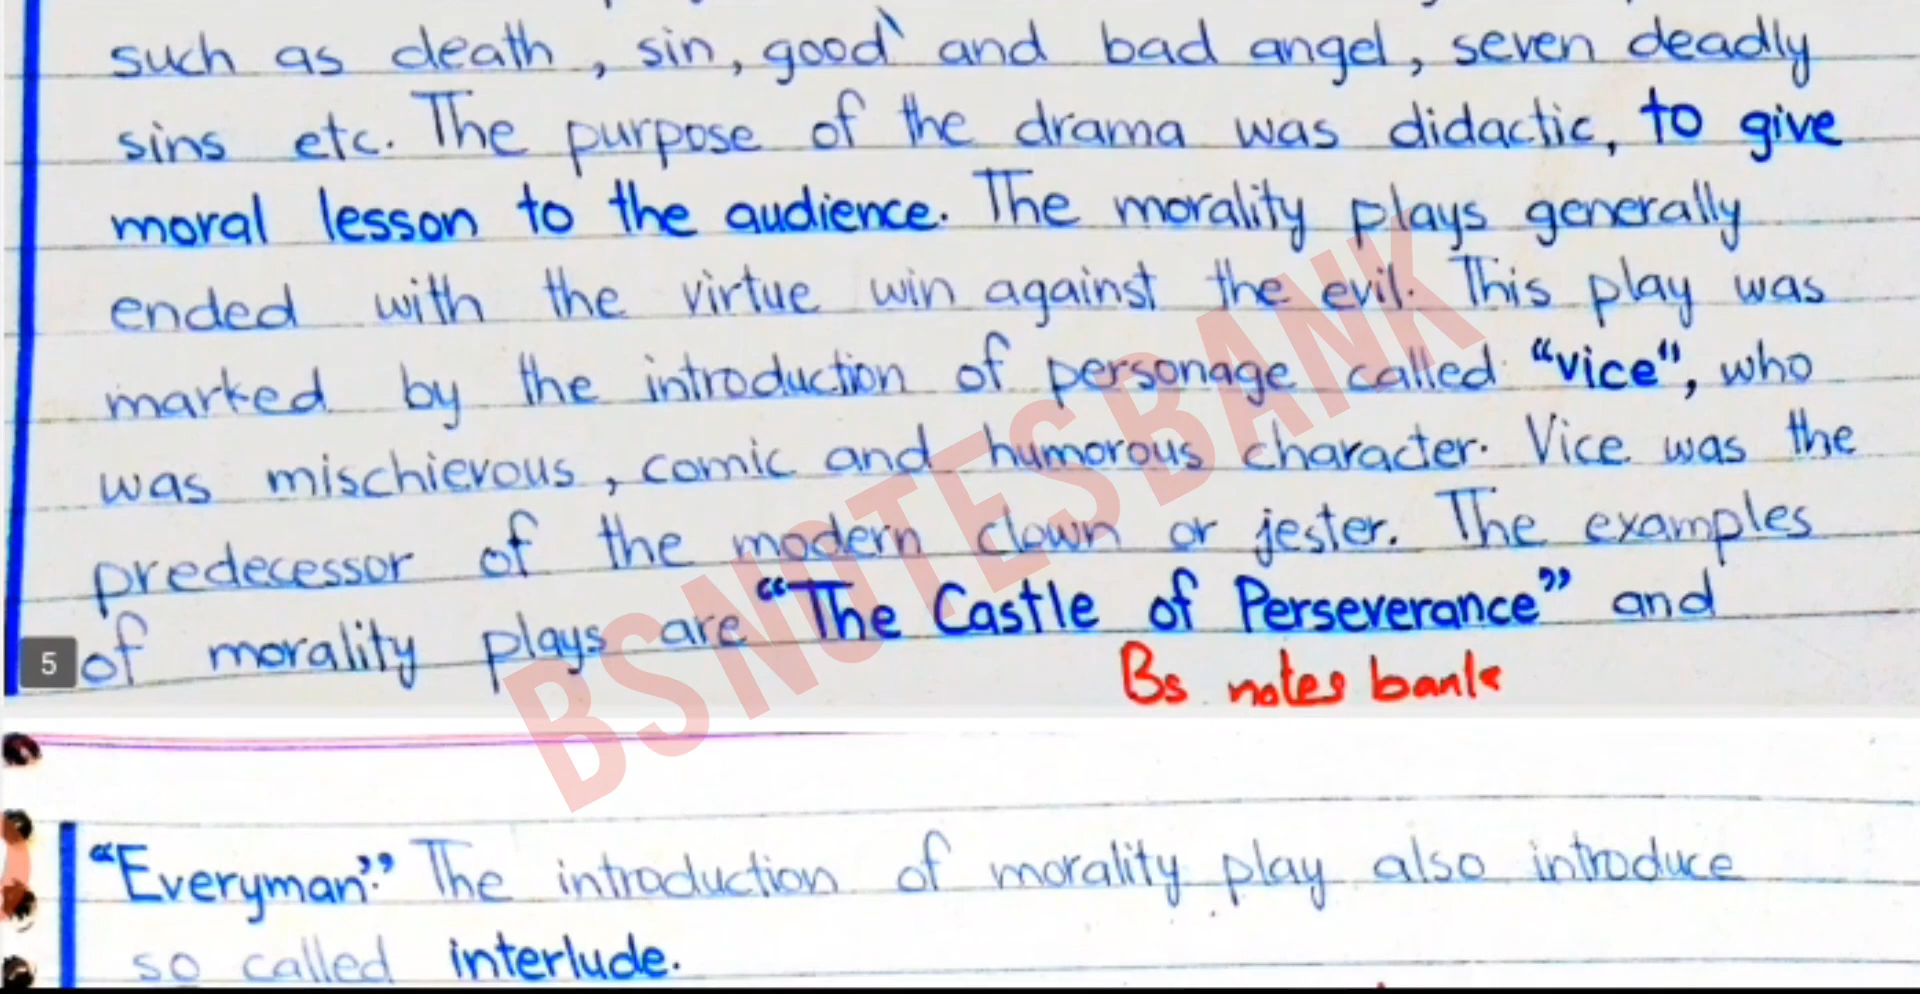 such as death, sin, good and bad angel, seven deadly
sins etc. The purpose of the drama was didactic, to give
moral lesson to the audience. The morality plays generally
ended with the virtue win against the evil. This play was
marked by the introduction of personage called "vice", who
was mischievous, comic and humorous character. Vice was the
predecessor of the modern clown or jester. The examples
of morality plays are "The Castle of Perseverance" and
5
Bs notes bank
BSNOTESBANK
"Everyman". The introduction of morality play also introduce
so called interlude.